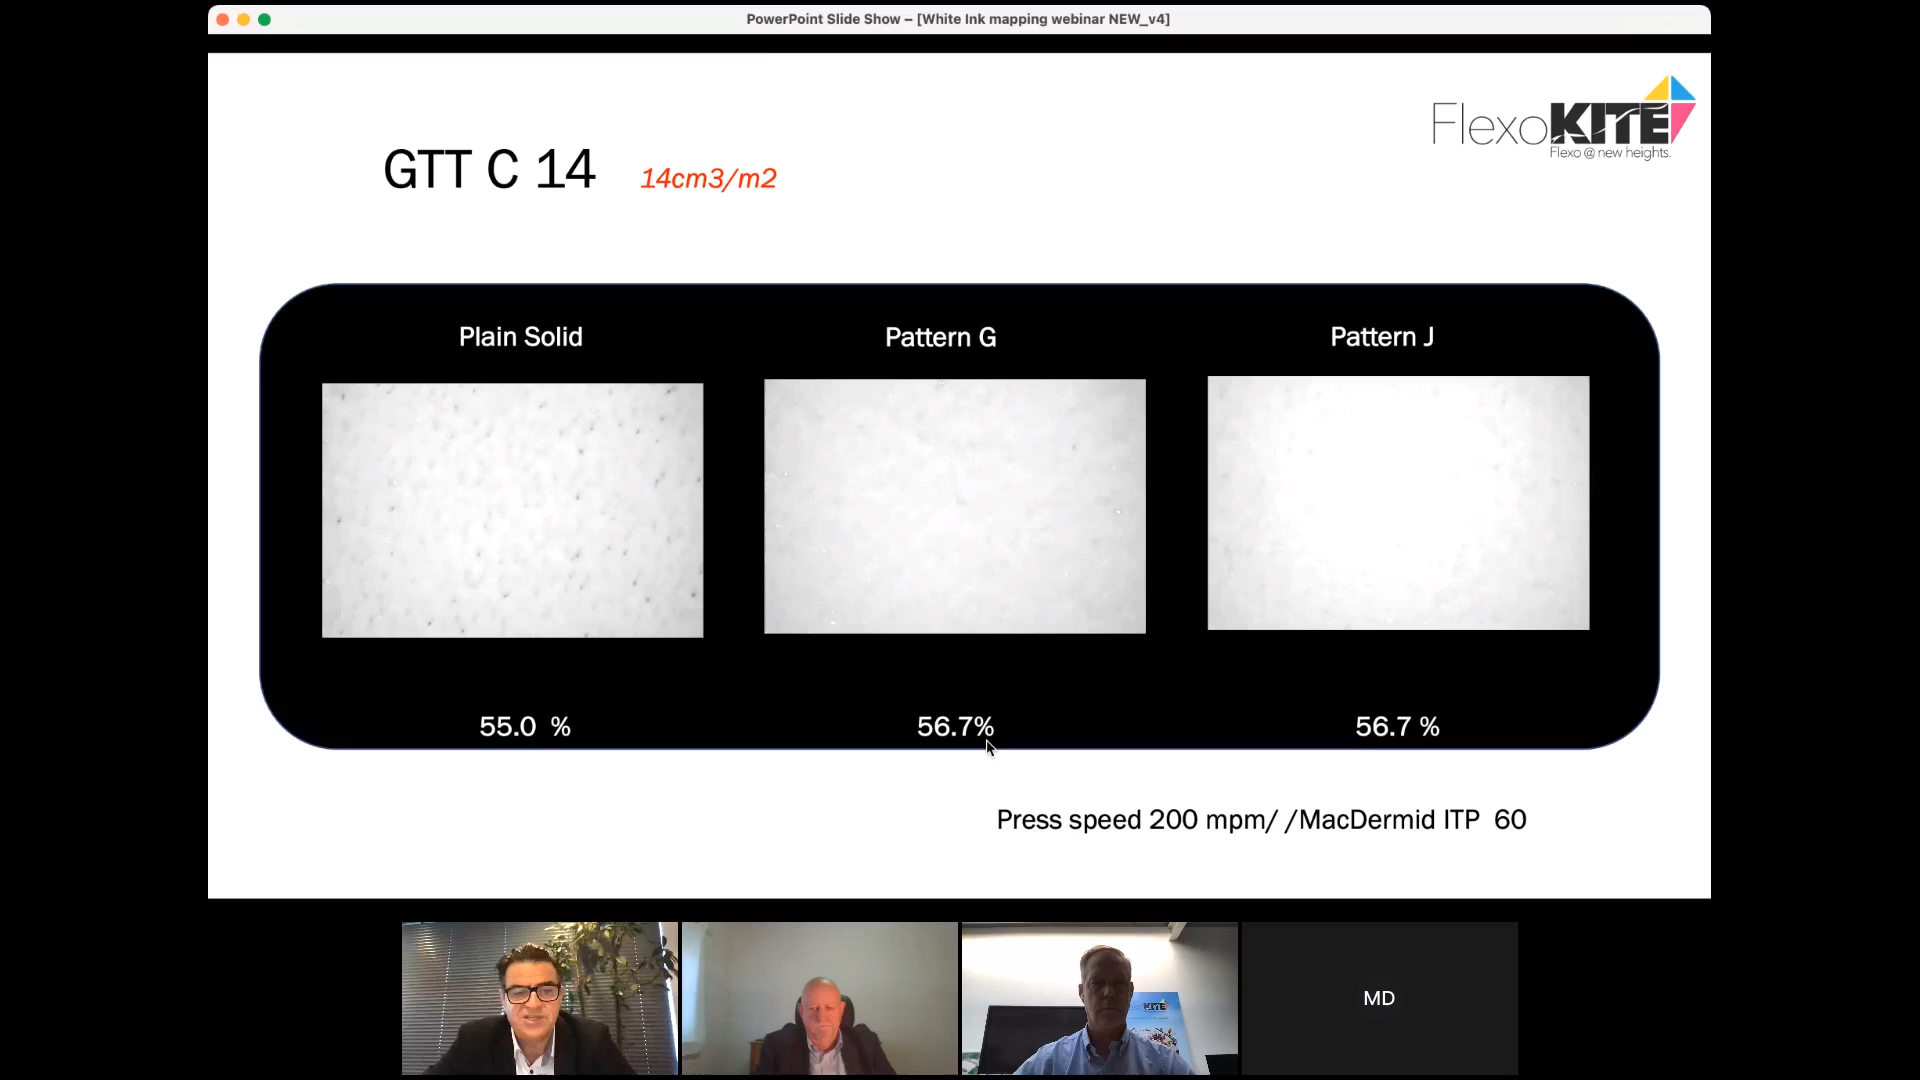 PowerPoint Slide Show – [White Ink mapping webinar NEW_v4]
FlexoKITE
Flexo @ new heights.
GTT C 14 14cm3/m2
Plain Solid Pattern G Pattern J
55.0 % 56.7% 56.7 %
Press speed 200 mpm/ /MacDermid ITP 60
KITE
MD